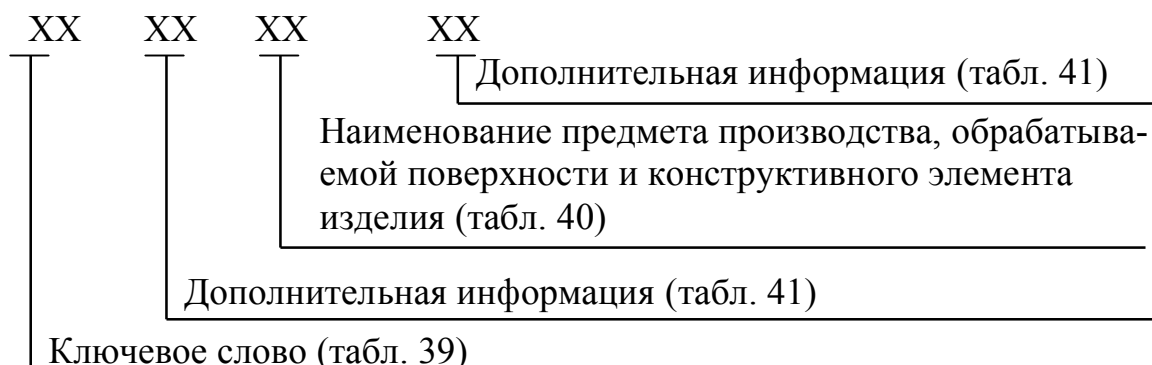 XX XX XX XX
Дополнительная информация (табл. 41)
Наименование предмета производства, обрабатыва-
емой поверхности и конструктивного элемента
изделия (табл. 40)
Дополнительная информация (табл. 41)
Ключевое слово (табл. 39)